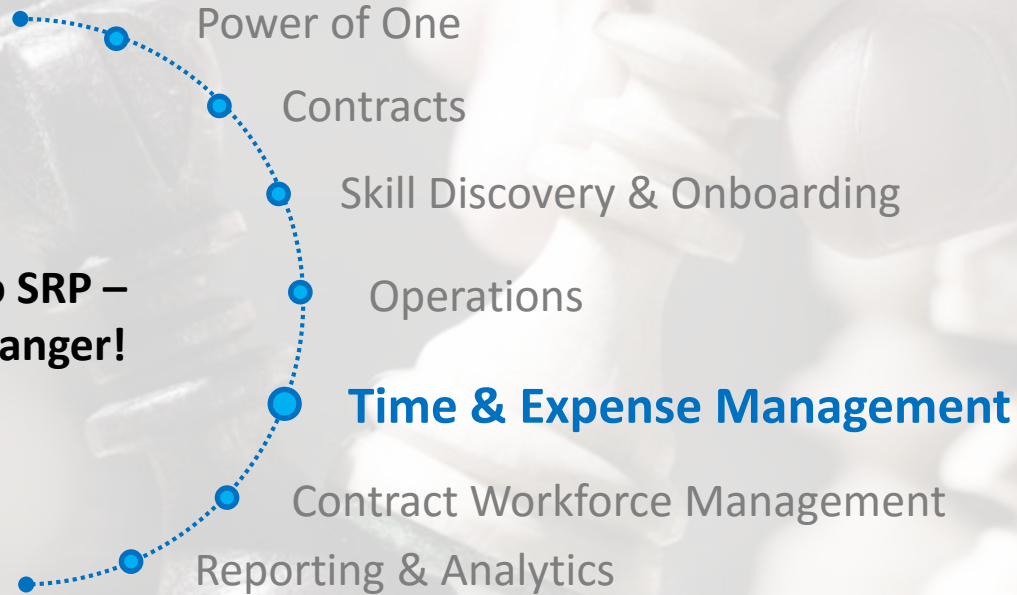 Power of One
Contracts
Skill Discovery & Onboarding
SRP –
anger!
Operations
Time & Expense Management
Contract Workforce Management
Reporting & Analytics